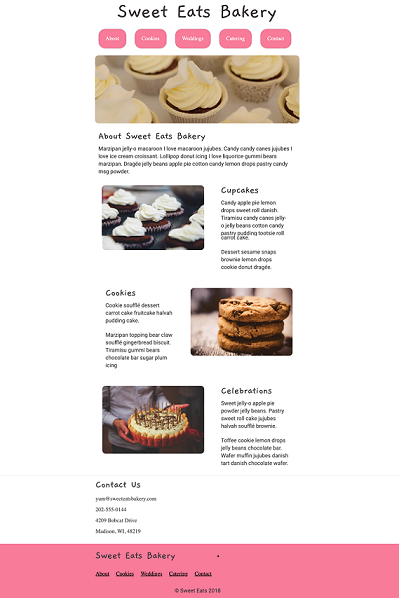 Sweet Eats Bakery
About Cookies Weddings Catering Contact
About Sweet Eats Bakery
Marzipan jelly-o macaroon I love macaroon jujubes. Candy candy canes jujubes I
love ice cream croissant. Lollipop donut icing I love liquorice gummi bears
marzipan. Dragée jelly beans apple pie cotton candy lemon drops pastry candy
msg powder.
Cupcakes
Candy apple pie lemon
drops sweet roll danish.
Tiramisu candy canes jelly-
o jelly beans cotton candy
pastry pudding tootsie roll
carrot cake.
Dessert sesame snaps
brownie lemon drops
cookie donut dragée.
Cookies
Cookie soufflé dessert
carrot cake fruitcake halvah
pudding cake.
Marzipan topping bear claw
soufflé gingerbread biscuit.
Tiramisu gummi bears
chocolate bar sugar plum
icing
Celebrations
Sweet jelly-o apple pie
powder jelly beans. Pastry
sweet roll cake jujubes
halvah soufflé brownie.
Toffee cookie lemon drops
jelly beans chocolate bar.
Wafer muffin jujubes danish
tart danish chocolate wafer.
Contact Us
yum@sweeteatsbakery.com
202-555-0144
4209 Bobcat Drive
Madison, WI, 48219
Sweet Eats Bakery
About Cookies Weddings Catering Contact
© Sweet Eats 2018